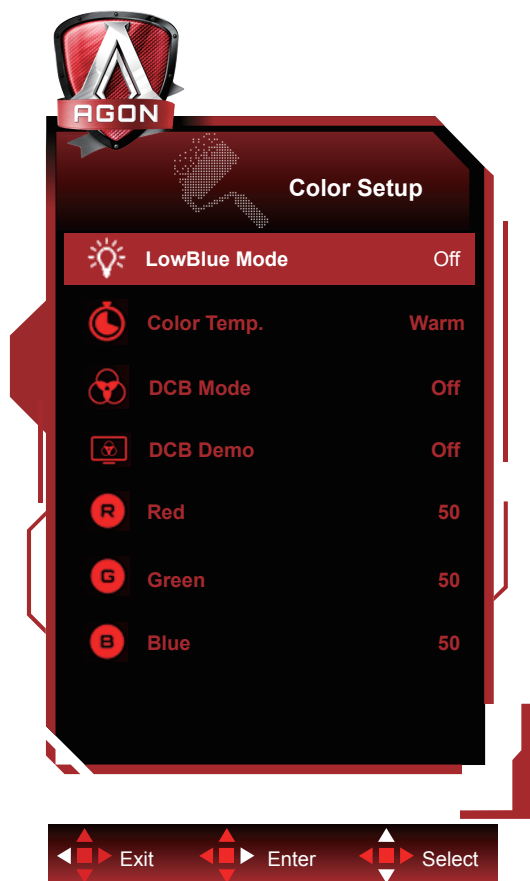 AGON
Color Setup
LowBlue Mode Off
Color Temp. Warm
DCB Mode Off
DCB Demo Off
R Red 50
G Green 50
B Blue 50
Exit Enter Select